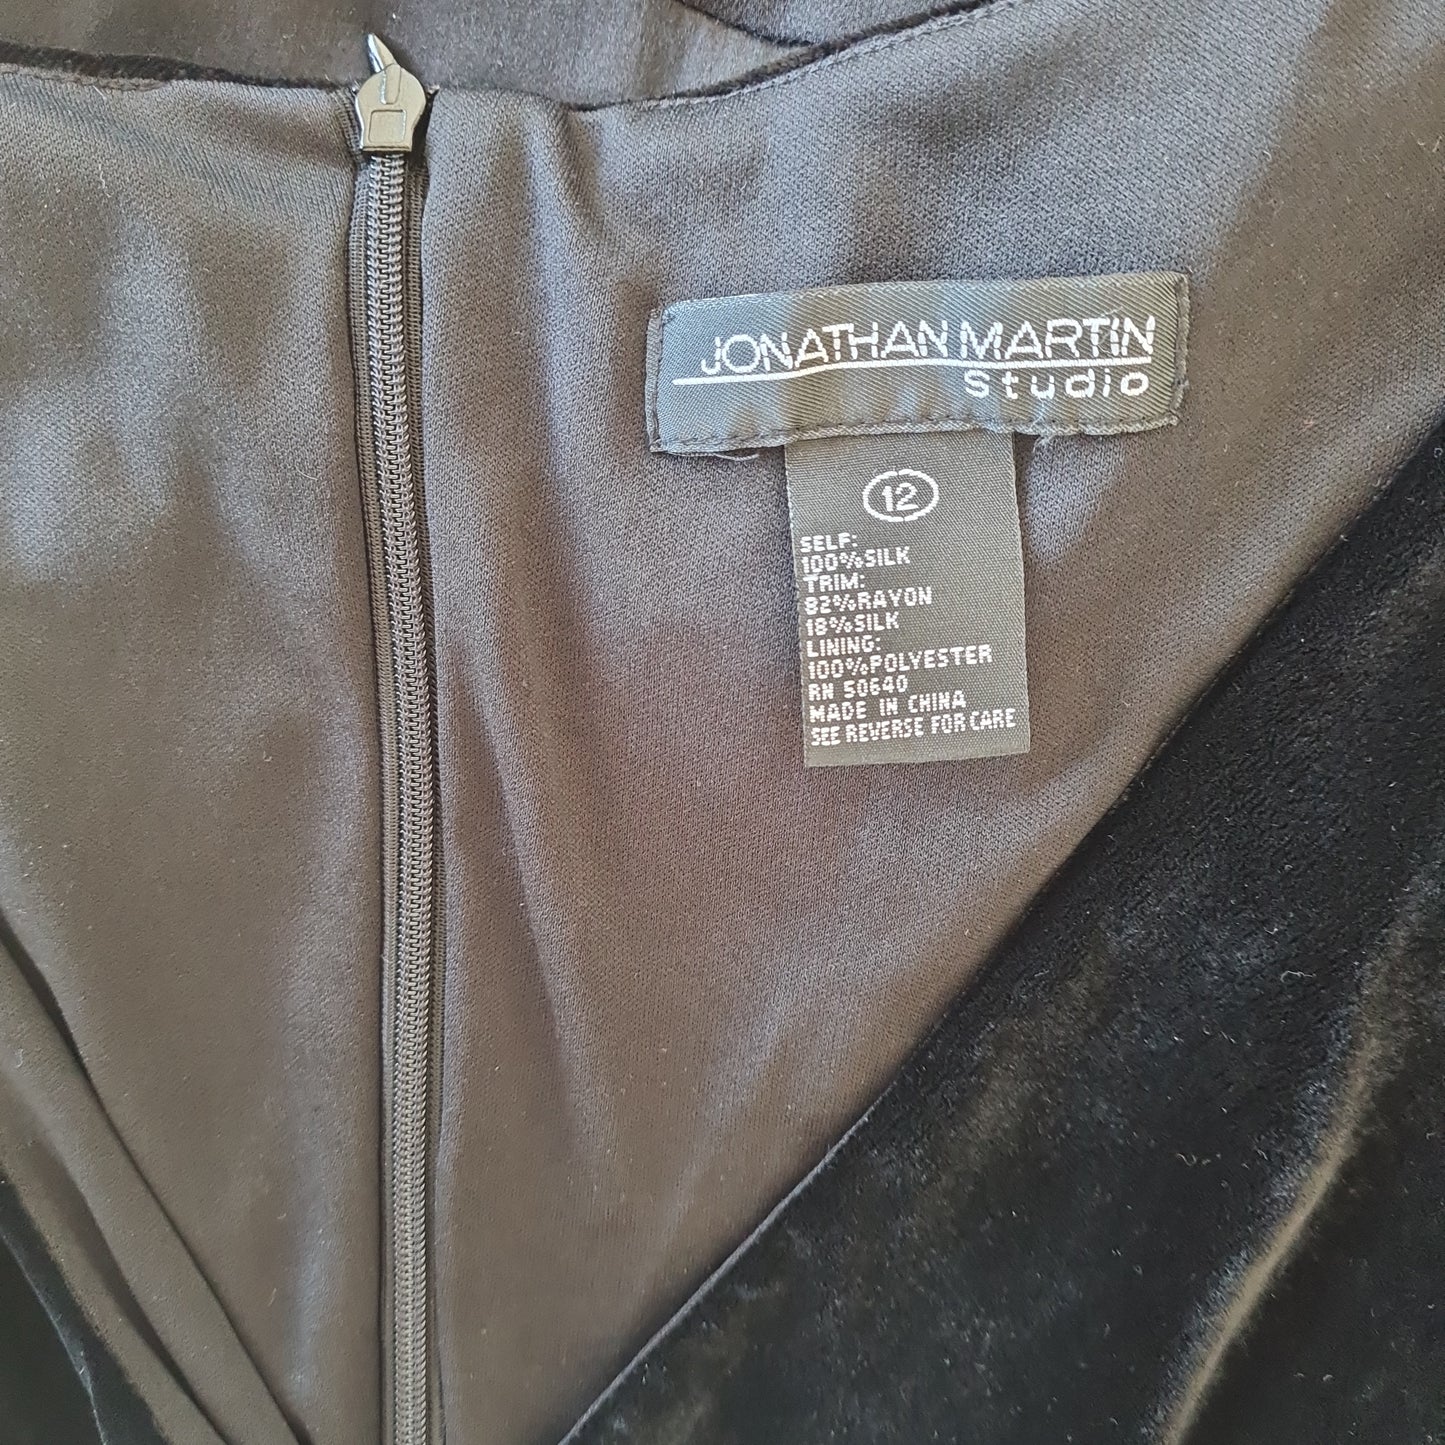 JONATHAN MARTIN
Studio
12
SELF:
100%SILK
TRIM:
82%RAYON
18%SILK
LINING:
100%POLYESTER
RN 50640
MADE IN CHINA
SEE REVERSE FOR CARE